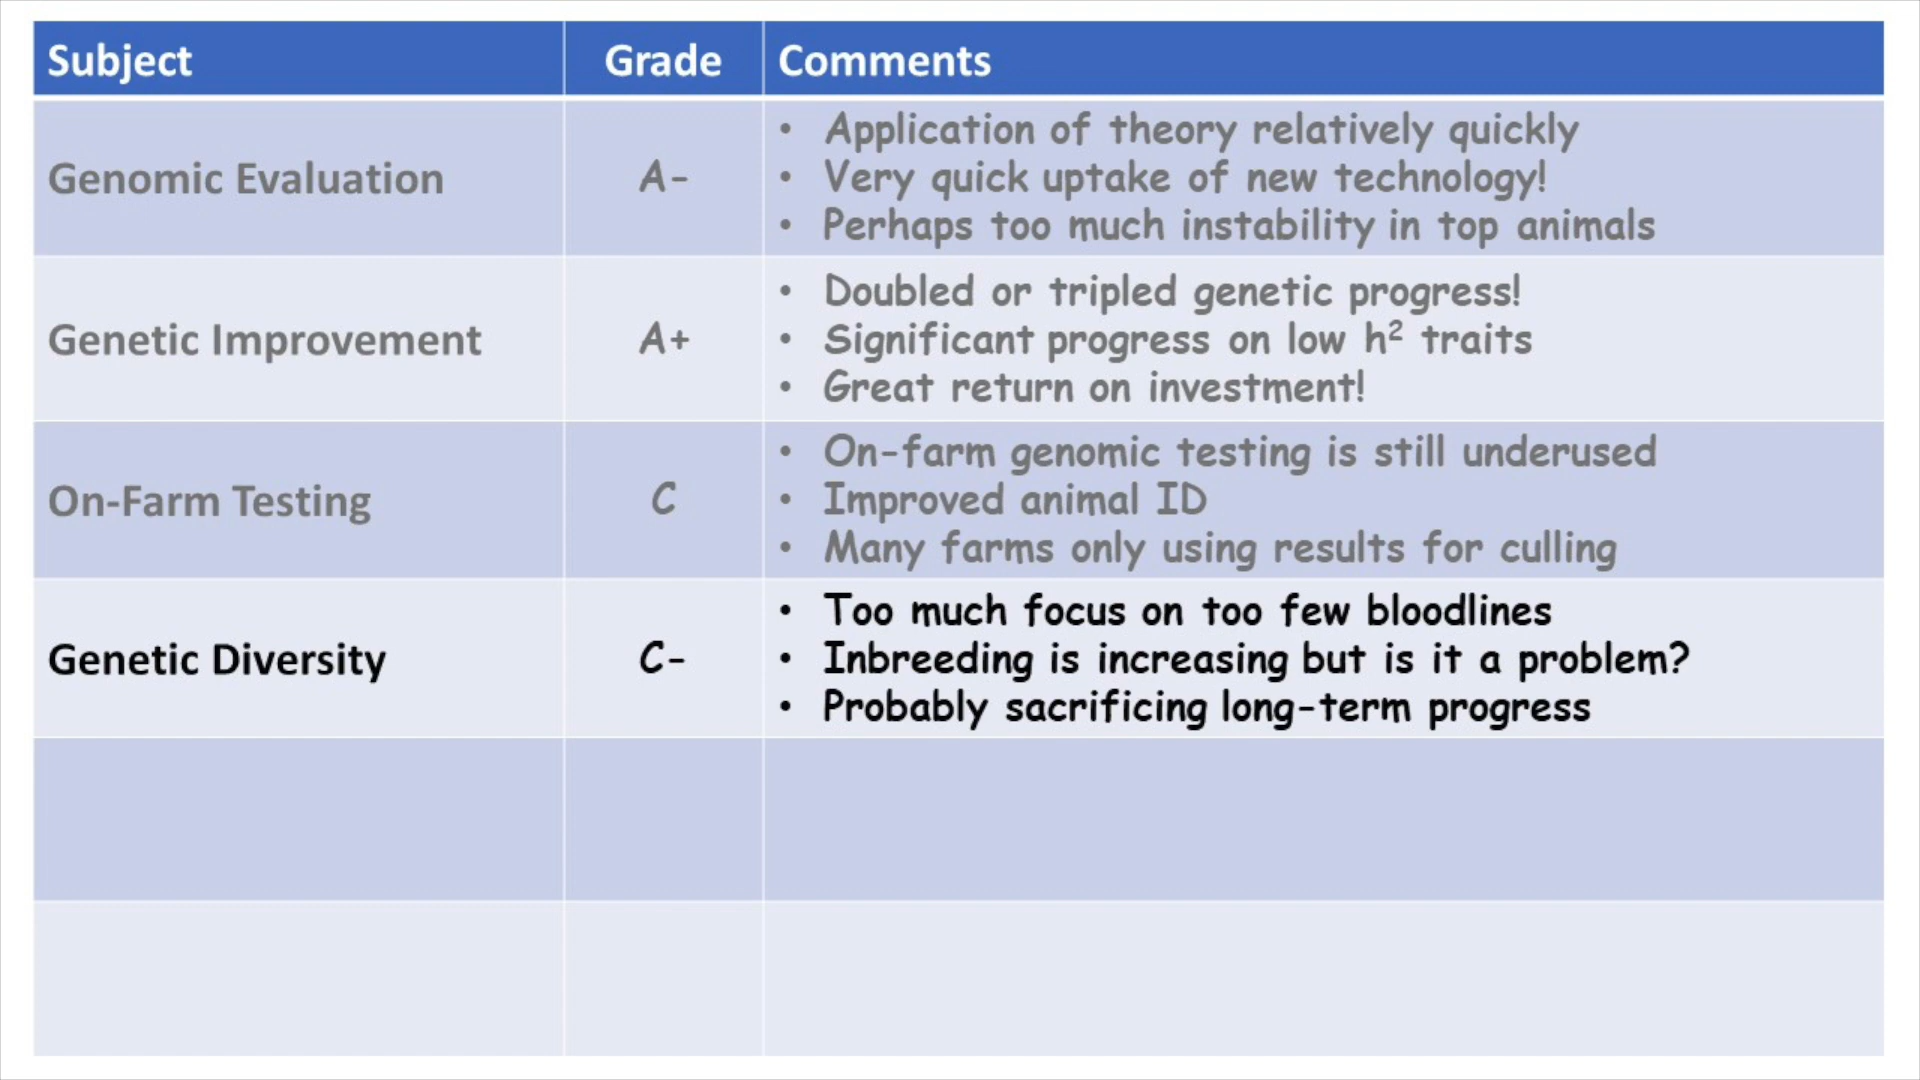 Subject Grade Comments
Genomic Evaluation A-
• Application of theory relatively quickly
• Very quick uptake of new technology!
• Perhaps too much instability in top animals
Genetic Improvement A+
• Doubled or tripled genetic progress!
• Significant progress on low h² traits
• Great return on investment!
On-Farm Testing C
• On-farm genomic testing is still underused
• Improved animal ID
• Many farms only using results for culling
Genetic Diversity C-
• Too much focus on too few bloodlines
• Inbreeding is increasing but is it a problem?
• Probably sacrificing long-term progress